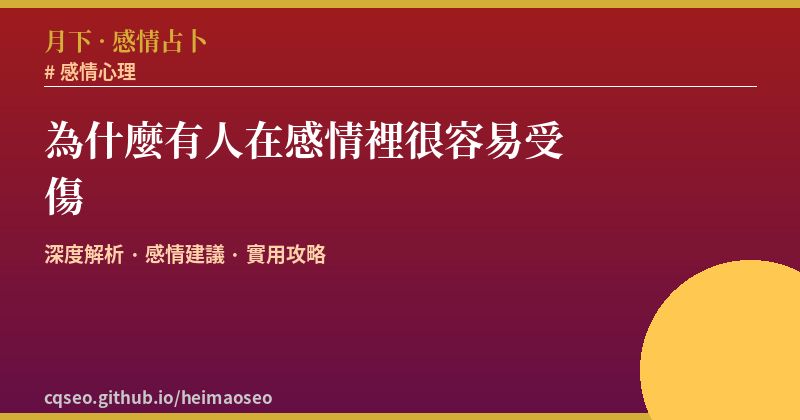 月下 · 感情占卜
# 感情心理
為什麼有人在感情裡很容易受
傷
深度解析 · 感情建議 · 實用攻略
cqseo.github.io/heimaoseo